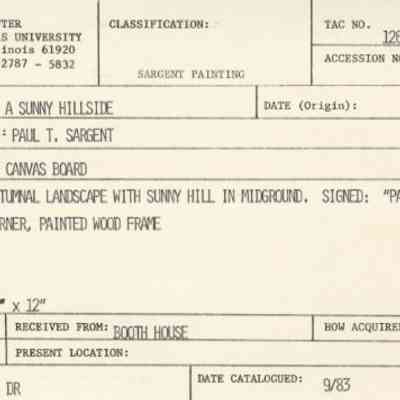 TER CLASSIFICATION: TAC NO. 126
S UNIVERSITY
inois 61920 ACCESSION NO
2787 - 5832
SARGENT PAINTING
A SUNNY HILLSIDE DATE (Origin):
: PAUL T. SARGENT
CANVAS BOARD
TUMNAL LANDSCAPE WITH SUNNY HILL IN MIDGROUND. SIGNED: "PA
RNER, PAINTED WOOD FRAME
" x 12"
RECEIVED FROM: BOOTH HOUSE HOW ACQUIRE
PRESENT LOCATION:
DR DATE CATALOGUED: 9/83